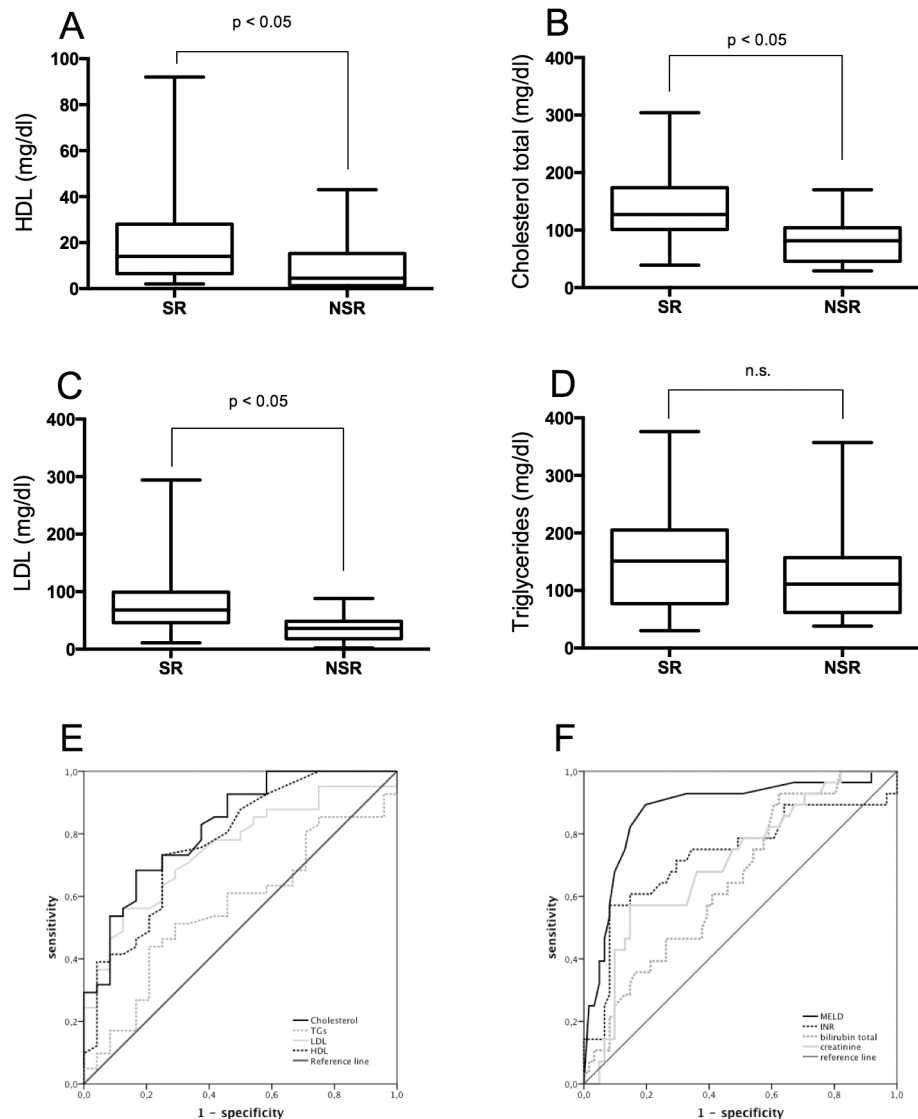 A
p < 0.05
HDL (mg/dl)
100
80
60
40
20
0
SR NSR
B
p < 0.05
Cholesterol total (mg/dl)
400
300
200
100
0
SR NSR
C
p < 0.05
LDL (mg/dl)
400
300
200
100
0
SR NSR
D
n.s.
Triglycerides (mg/dl)
400
300
200
100
0
SR NSR
E
sensitivity
1,0
0,8
0,6
0,4
0,2
0,0
Cholesterol
TGs
LDL
HDL
Reference line
0,0 0,2 0,4 0,6 0,8 1,0
1 - specificity
F
sensitivity
1,0
0,8
0,6
0,4
0,2
0,0
MELD
INR
bilirubin total
creatinine
reference line
0,0 0,2 0,4 0,6 0,8 1,0
1 - specificity